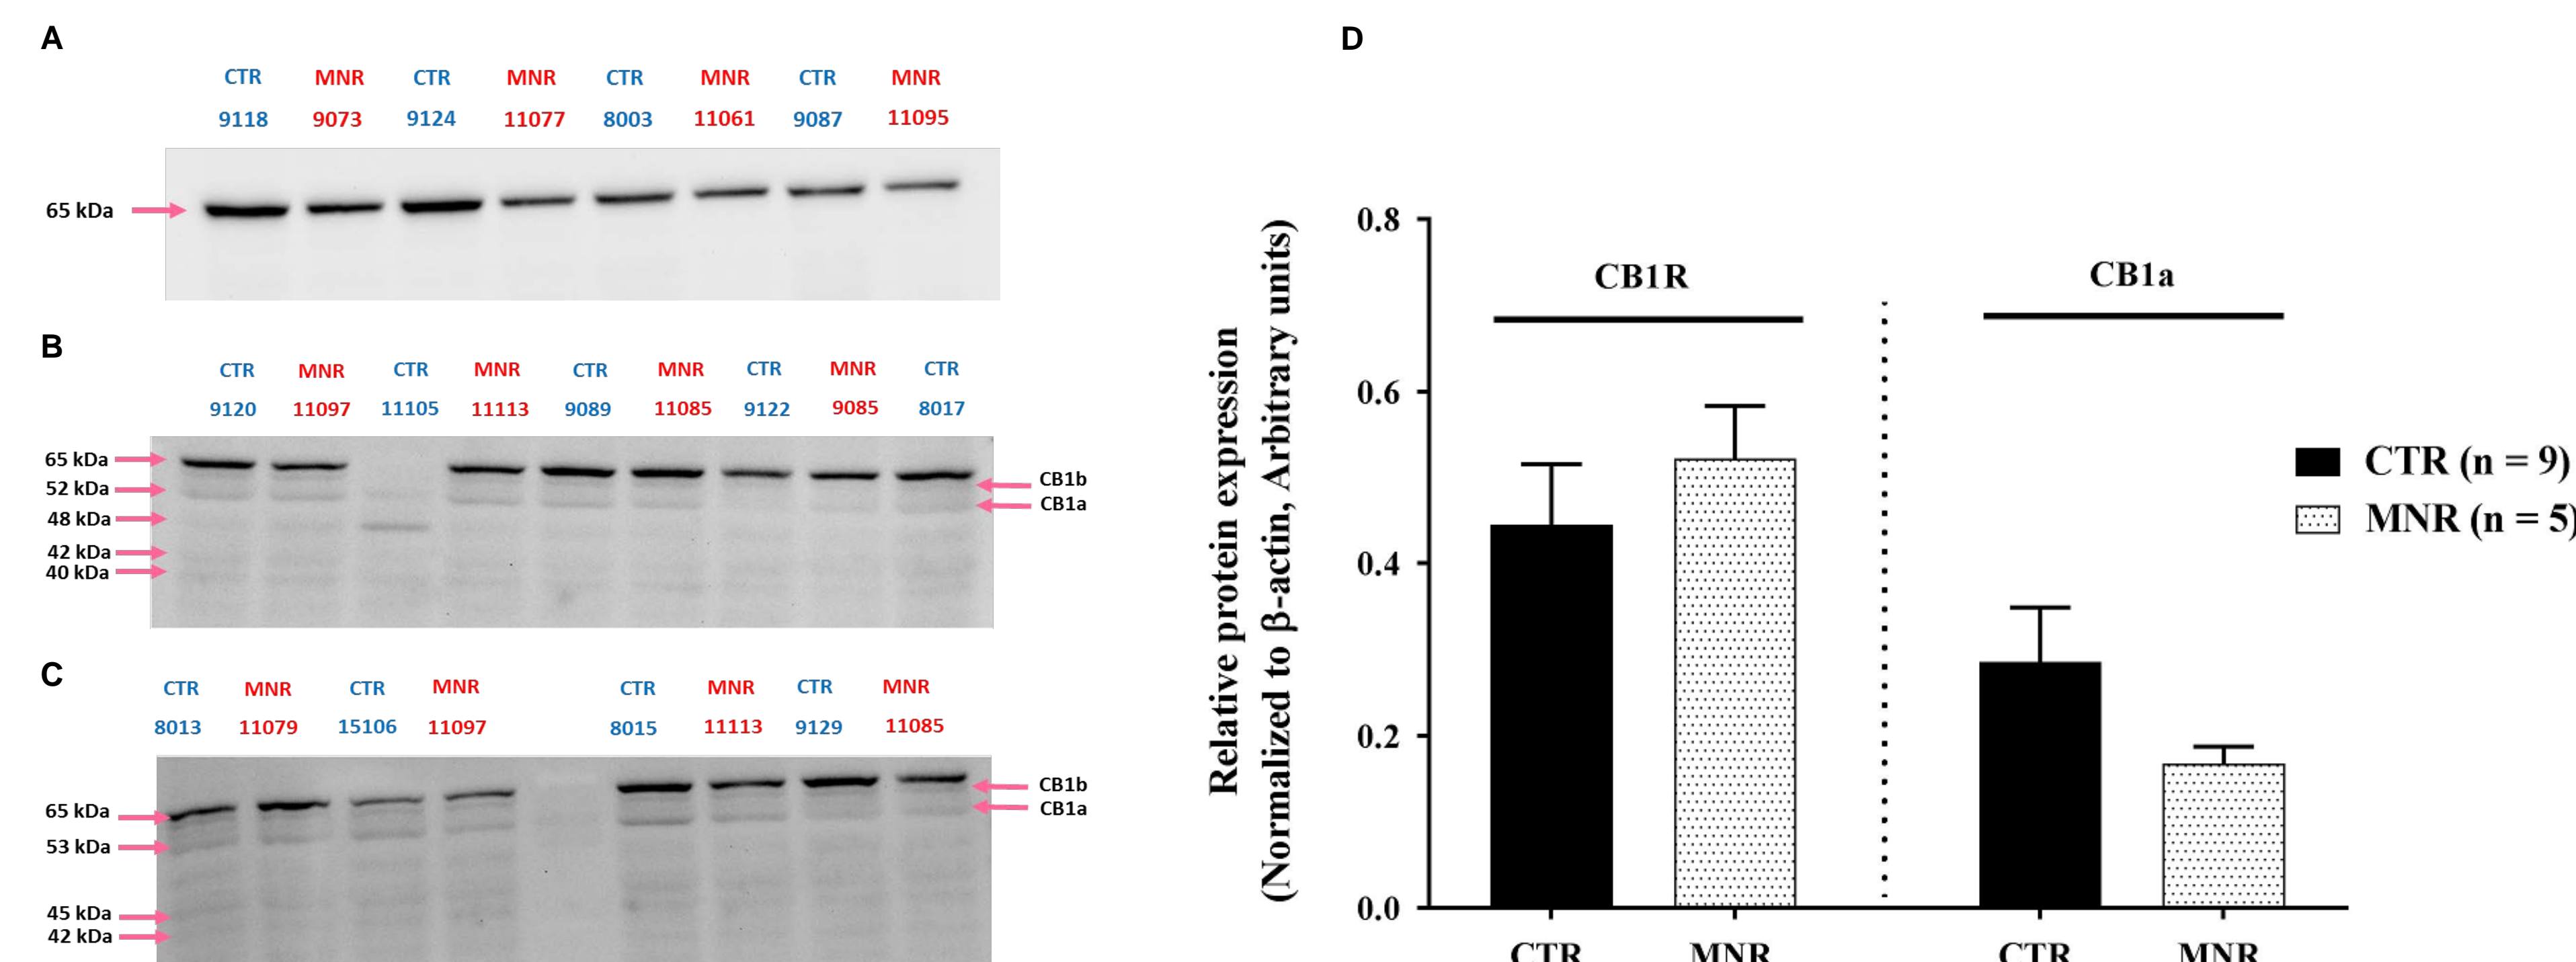 A
CTR MNR CTR MNR CTR MNR CTR MNR
9118 9073 9124 11077 8003 11061 9087 11095
65 kDa
B
CTR MNR CTR MNR CTR MNR CTR MNR CTR
9120 11097 11105 11113 9089 11085 9122 9085 8017
65 kDa
52 kDa
48 kDa
42 kDa
40 kDa
CB1b
CB1a
C
CTR MNR CTR MNR CTR MNR CTR MNR
8013 11079 15106 11097 8015 11113 9129 11085
65 kDa
53 kDa
45 kDa
42 kDa
CB1b
CB1a
D
Relative protein expression
(Normalized to β-actin, Arbitrary units)
0.8
0.6
0.4
0.2
0.0
CB1R CB1a
CTR (n = 9)
MNR (n = 5)
CTR MNR CTR MNR